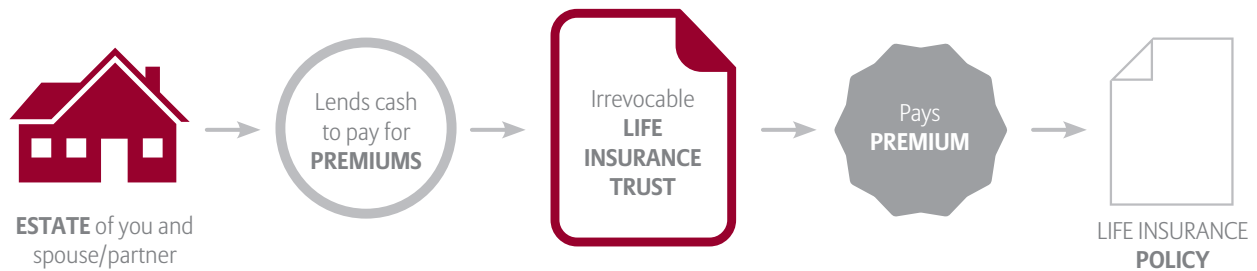 ESTATE of you and
spouse/partner
Lends cash
to pay for
PREMIUMS
Irrevocable
LIFE
INSURANCE
TRUST
Pays
PREMIUM
LIFE INSURANCE
POLICY